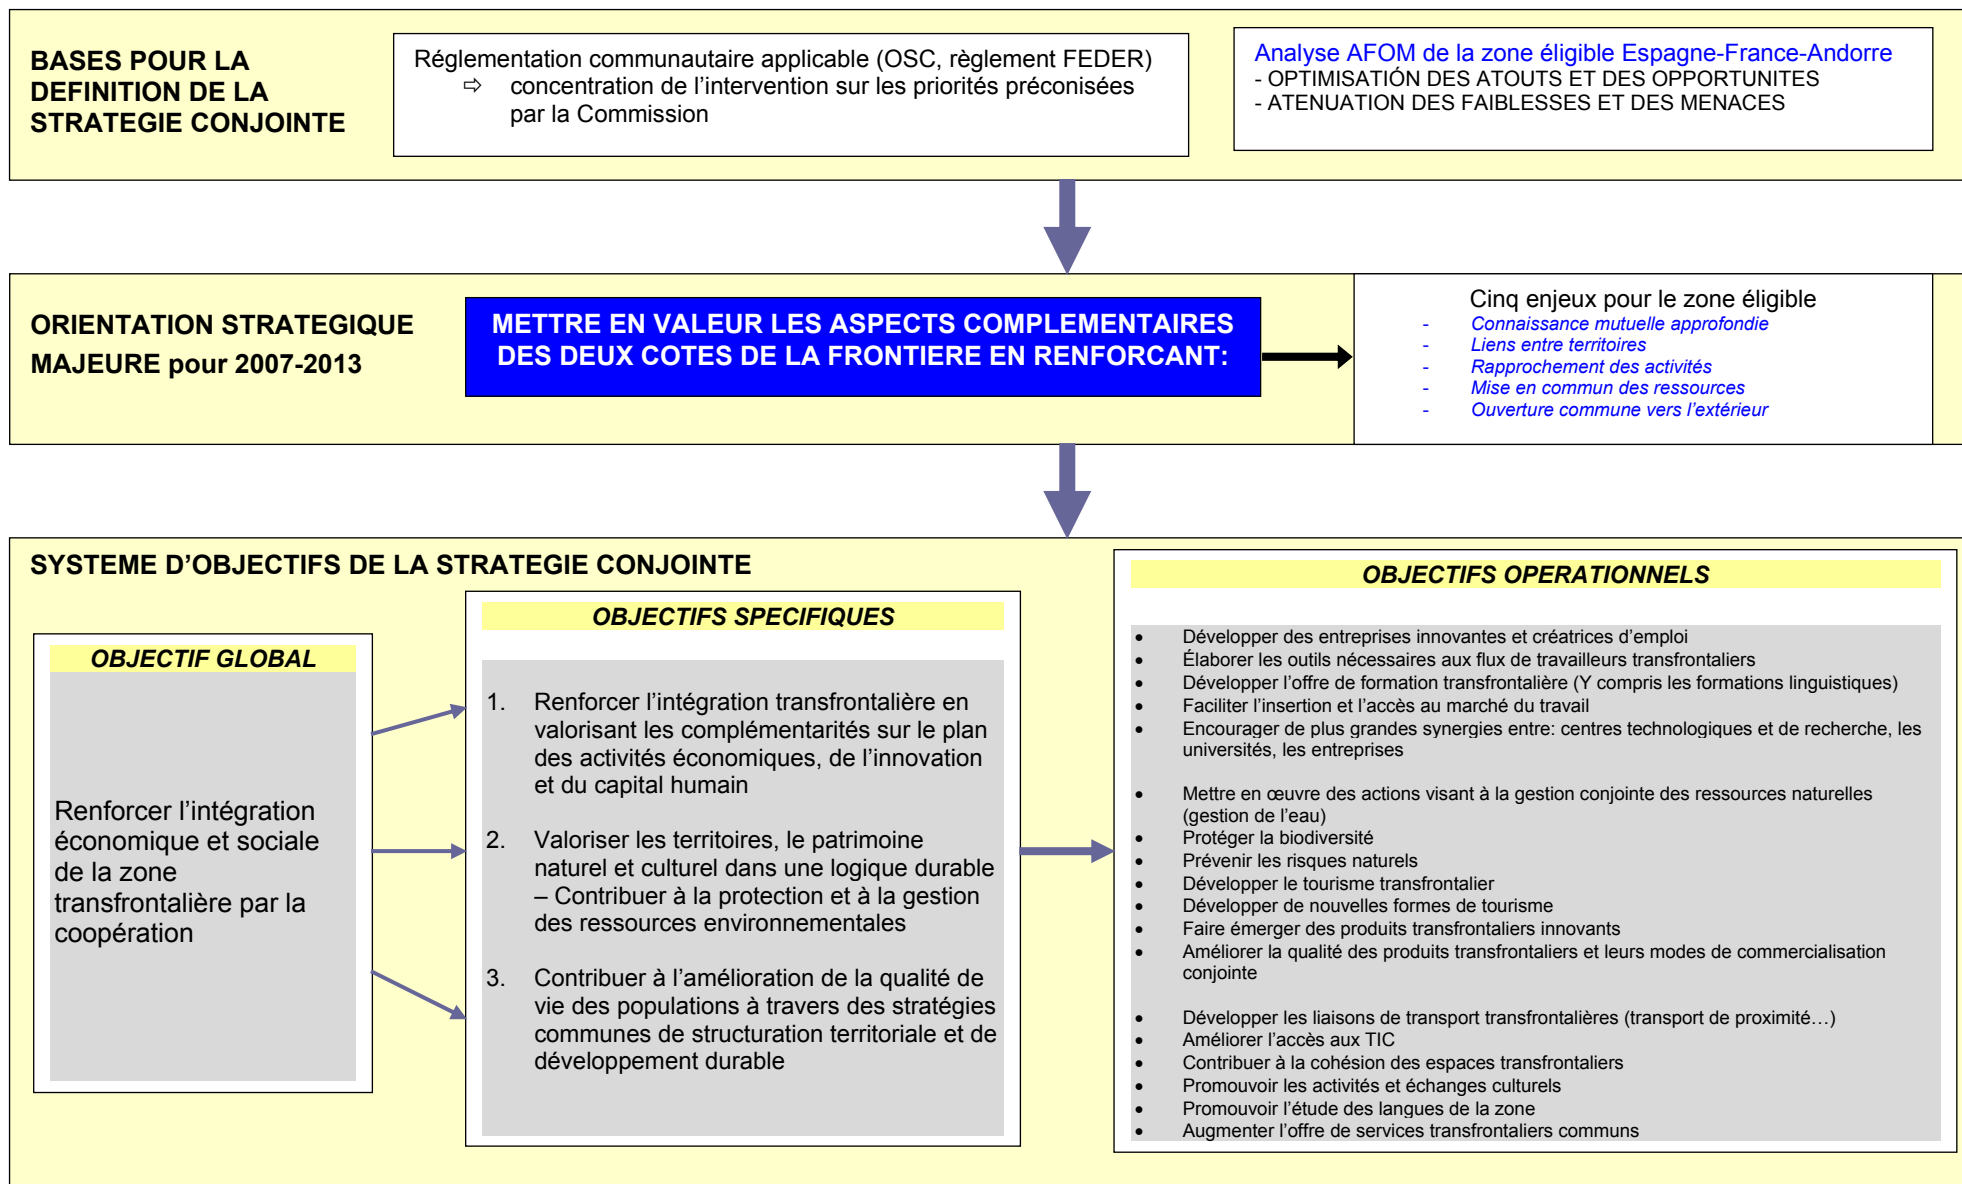 BASES POUR LA
DEFINITION DE LA
STRATEGIE CONJOINTE
Réglementation communautaire applicable (OSC, règlement FEDER)
⇨ concentration de l’intervention sur les priorités préconisées
par la Commission
Analyse AFOM de la zone éligible Espagne-France-Andorre
- OPTIMISATIÓN DES ATOUTS ET DES OPPORTUNITES
- ATENUATION DES FAIBLESSES ET DES MENACES
ORIENTATION STRATEGIQUE
MAJEURE pour 2007-2013
METTRE EN VALEUR LES ASPECTS COMPLEMENTAIRES
DES DEUX COTES DE LA FRONTIERE EN RENFORCANT:
Cinq enjeux pour le zone éligible
- Connaissance mutuelle approfondie
- Liens entre territoires
- Rapprochement des activités
- Mise en commun des ressources
- Ouverture commune vers l’extérieur
SYSTEME D’OBJECTIFS DE LA STRATEGIE CONJOINTE
OBJECTIF GLOBAL
Renforcer l’intégration
économique et sociale
de la zone
transfrontalière par la
coopération
OBJECTIFS SPECIFIQUES
1. Renforcer l’intégration transfrontalière en
valorisant les complémentarités sur le plan
des activités économiques, de l’innovation
et du capital humain
2. Valoriser les territoires, le patrimoine
naturel et culturel dans une logique durable
– Contribuer à la protection et à la gestion
des ressources environnementales
3. Contribuer à l’amélioration de la qualité de
vie des populations à travers des stratégies
communes de structuration territoriale et de
développement durable
OBJECTIFS OPERATIONNELS
• Développer des entreprises innovantes et créatrices d’emploi
• Élaborer les outils nécessaires aux flux de travailleurs transfrontaliers
• Développer l’offre de formation transfrontalière (Y compris les formations linguistiques)
• Faciliter l’insertion et l’accès au marché du travail
• Encourager de plus grandes synergies entre: centres technologiques et de recherche, les
universités, les entreprises
• Mettre en œuvre des actions visant à la gestion conjointe des ressources naturelles
(gestion de l’eau)
• Protéger la biodiversité
• Prévenir les risques naturels
• Développer le tourisme transfrontalier
• Développer de nouvelles formes de tourisme
• Faire émerger des produits transfrontaliers innovants
• Améliorer la qualité des produits transfrontaliers et leurs modes de commercialisation
conjointe
• Développer les liaisons de transport transfrontalières (transport de proximité…)
• Améliorer l’accès aux TIC
• Contribuer à la cohésion des espaces transfrontaliers
• Promouvoir les activités et échanges culturels
• Promouvoir l’étude des langues de la zone
• Augmenter l’offre de services transfrontaliers communs